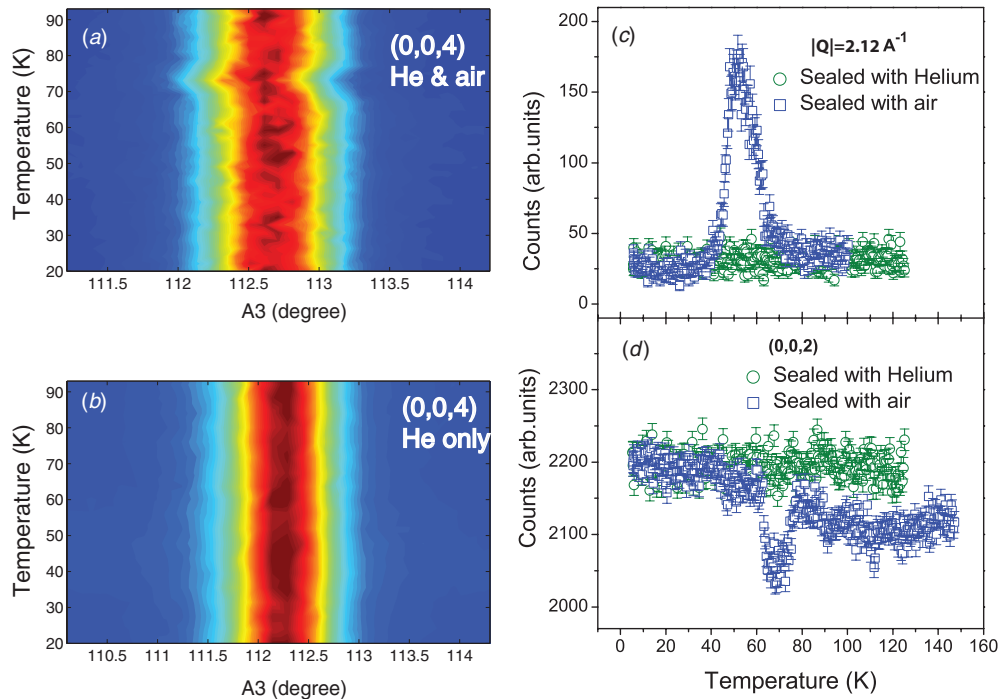 (a)
(0,0,4)
He & air
Temperature (K)
90
80
70
60
50
40
30
20
111.5
112
112.5
113
113.5
114
A3 (degree)
(b)
(0,0,4)
He only
Temperature (K)
90
80
70
60
50
40
30
20
110.5
111
111.5
112
112.5
113
113.5
114
A3 (degree)
(c)
|Q|=2.12 A⁻¹
Sealed with Helium
Sealed with air
Counts (arb.units)
200
150
100
50
0
(d)
(0,0,2)
Sealed with Helium
Sealed with air
Counts (arb.units)
2300
2200
2100
2000
0
20
40
60
80
100
120
140
160
Temperature (K)